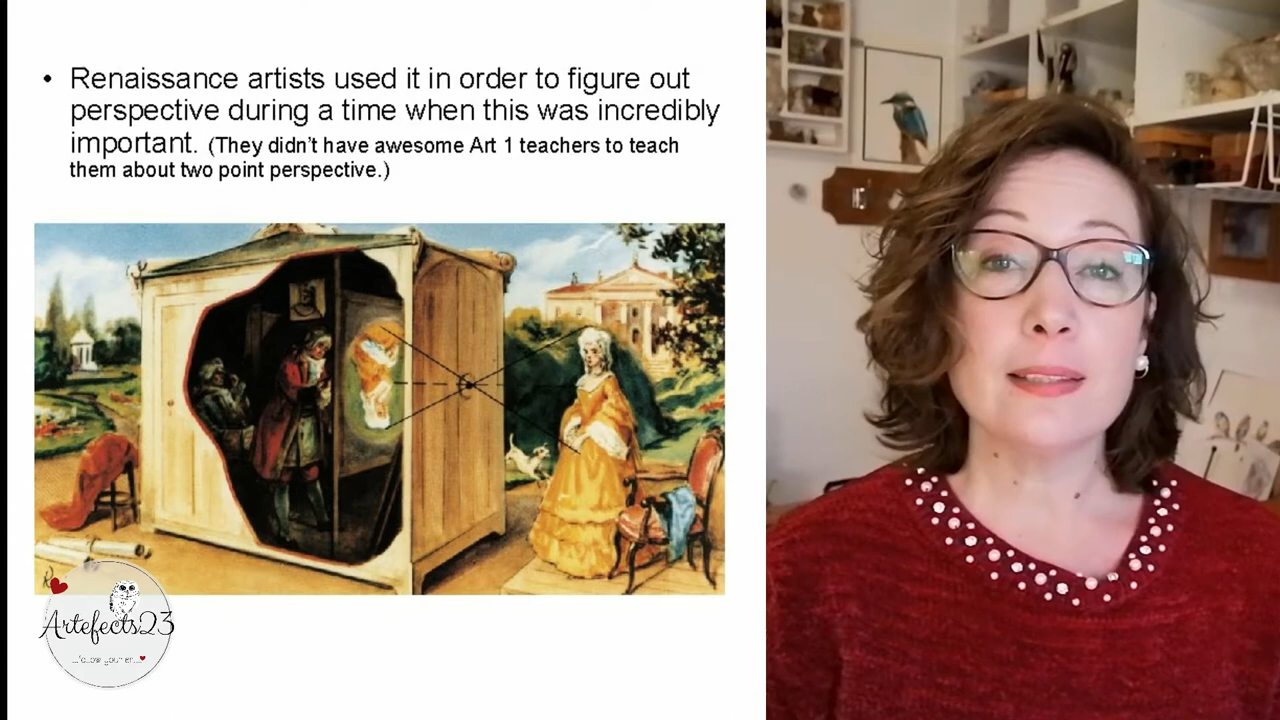 • Renaissance artists used it in order to figure out
perspective during a time when this was incredibly
important. (They didn't have awesome Art 1 teachers to teach
them about two point perspective.)
Artefects23